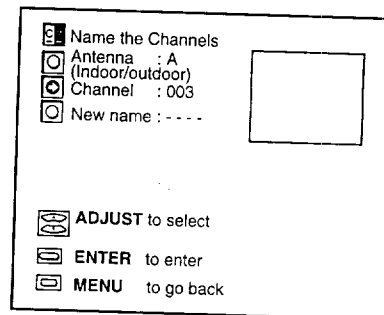 Name the Channels
Antenna : A
(Indoor/outdoor)
Channel : 003
New name : - - - -
ADJUST to select
ENTER to enter
MENU to go back